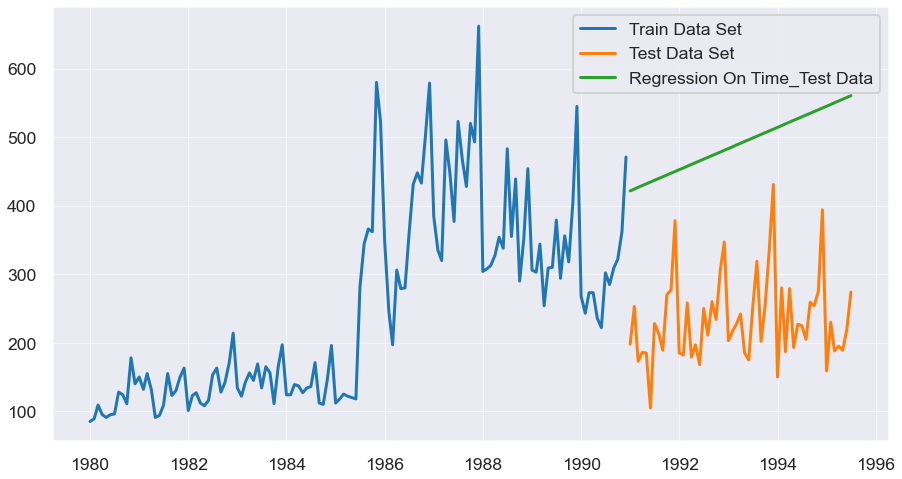 Train Data Set
Test Data Set
Regression On Time_Test Data
600
500
400
300
200
100
1980 1982 1984 1986 1988 1990 1992 1994 1996